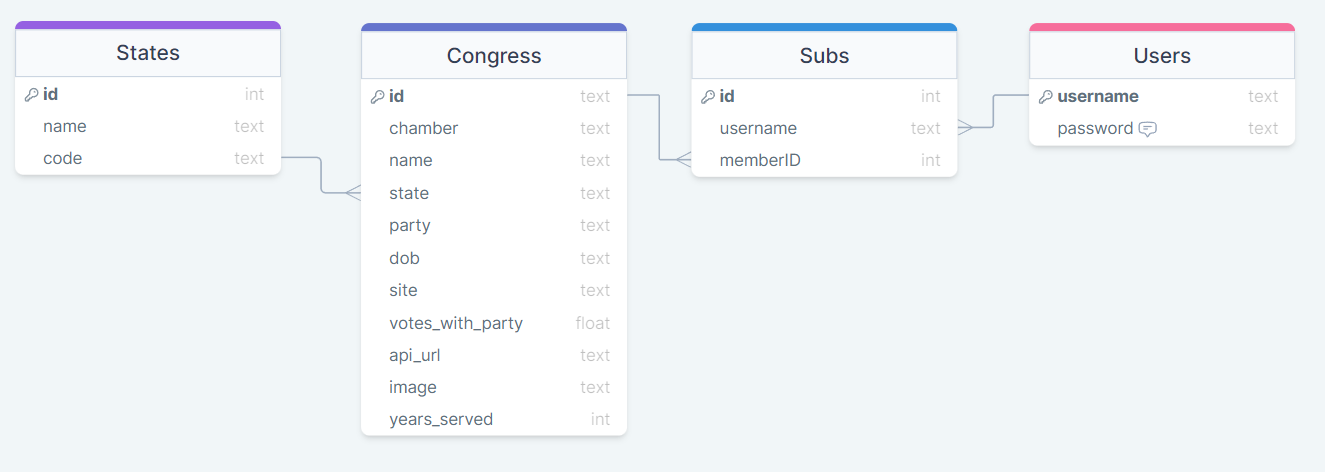 States
id int
name text
code text
Congress
id text
chamber text
name text
state text
party text
dob text
site text
votes_with_party float
api_url text
image text
years_served int
Subs
id int
username text
memberID int
Users
username text
password text